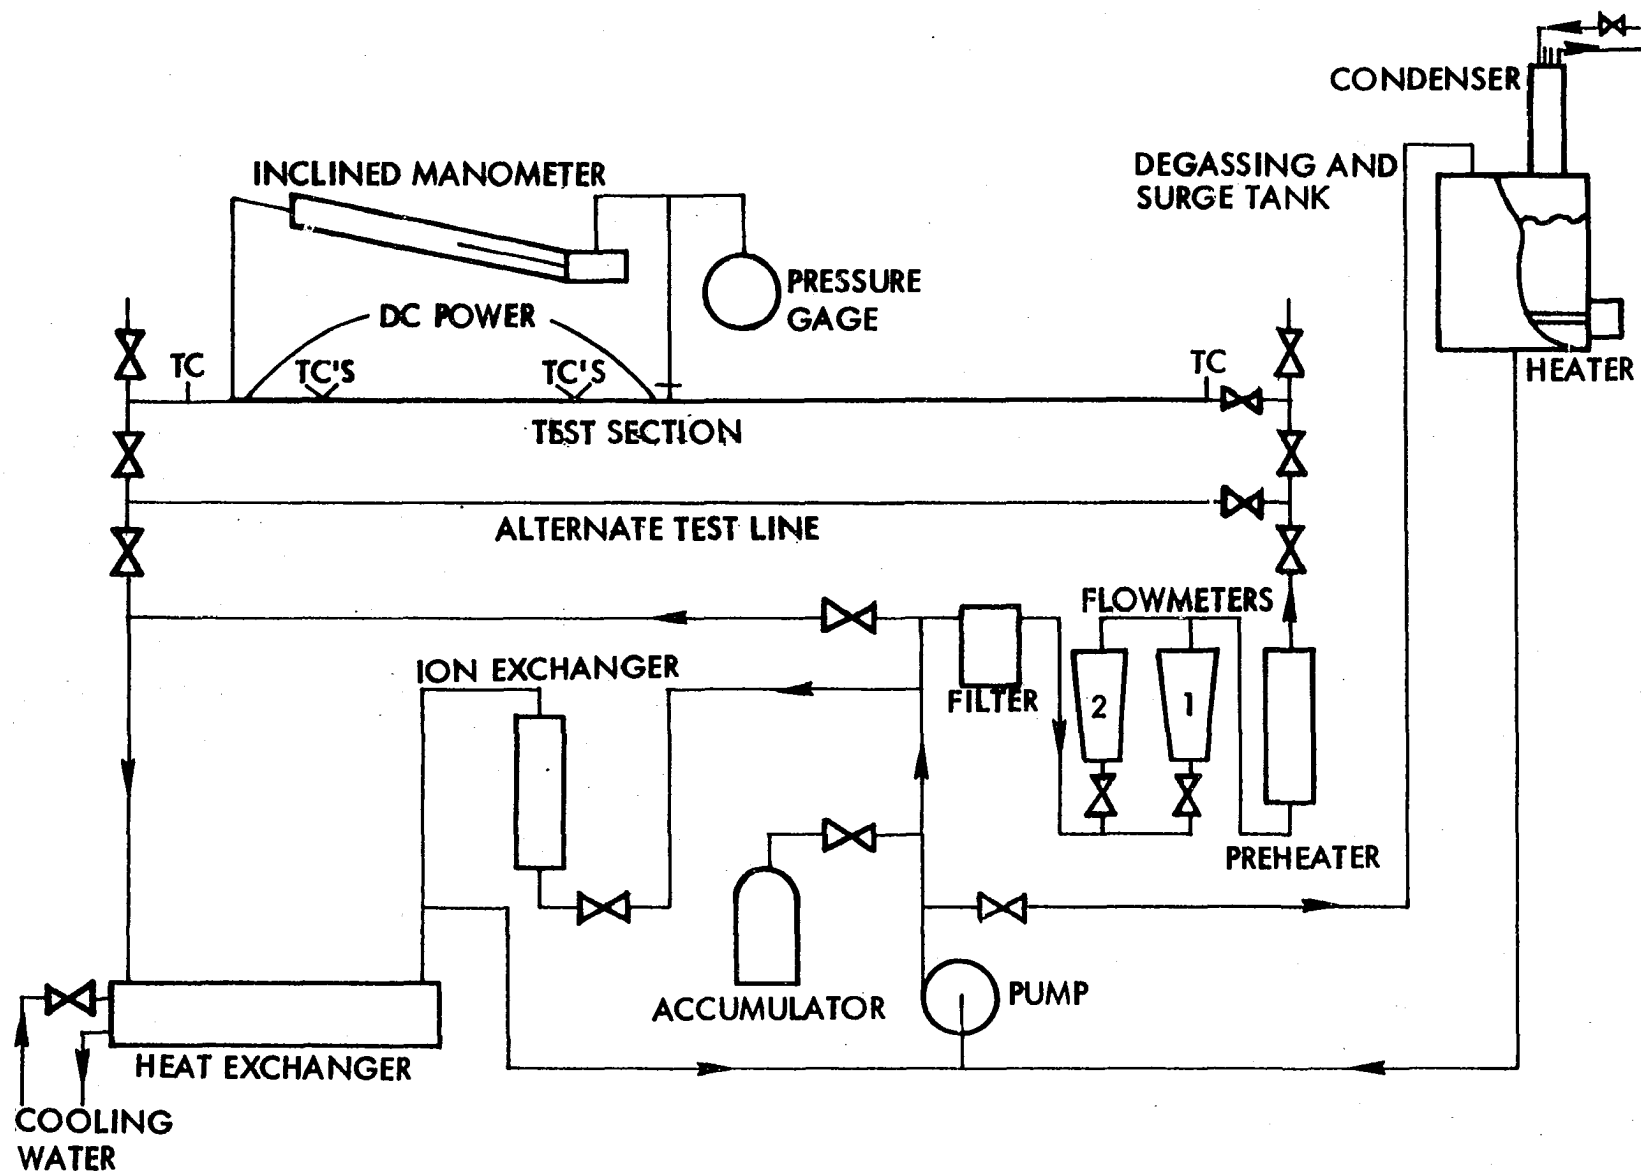 CONDENSER
DEGASSING AND
SURGE TANK
INCLINED MANOMETER
PRESSURE
GAGE
DC POWER
TC
TC'S
TC'S
TC
HEATER
TEST SECTION
ALTERNATE TEST LINE
FLOWMETERS
ION EXCHANGER
FILTER
2
1
PREHEATER
ACCUMULATOR
PUMP
HEAT EXCHANGER
COOLING
WATER